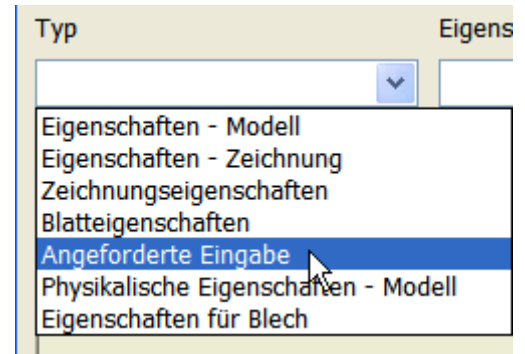 Typ Eigens
Eigenschaften - Modell
Eigenschaften - Zeichnung
Zeichnungseigenschaften
Blatteigenschaften
Angeforderte Eingabe
Physikalische Eigenschaften - Modell
Eigenschaften für Blech